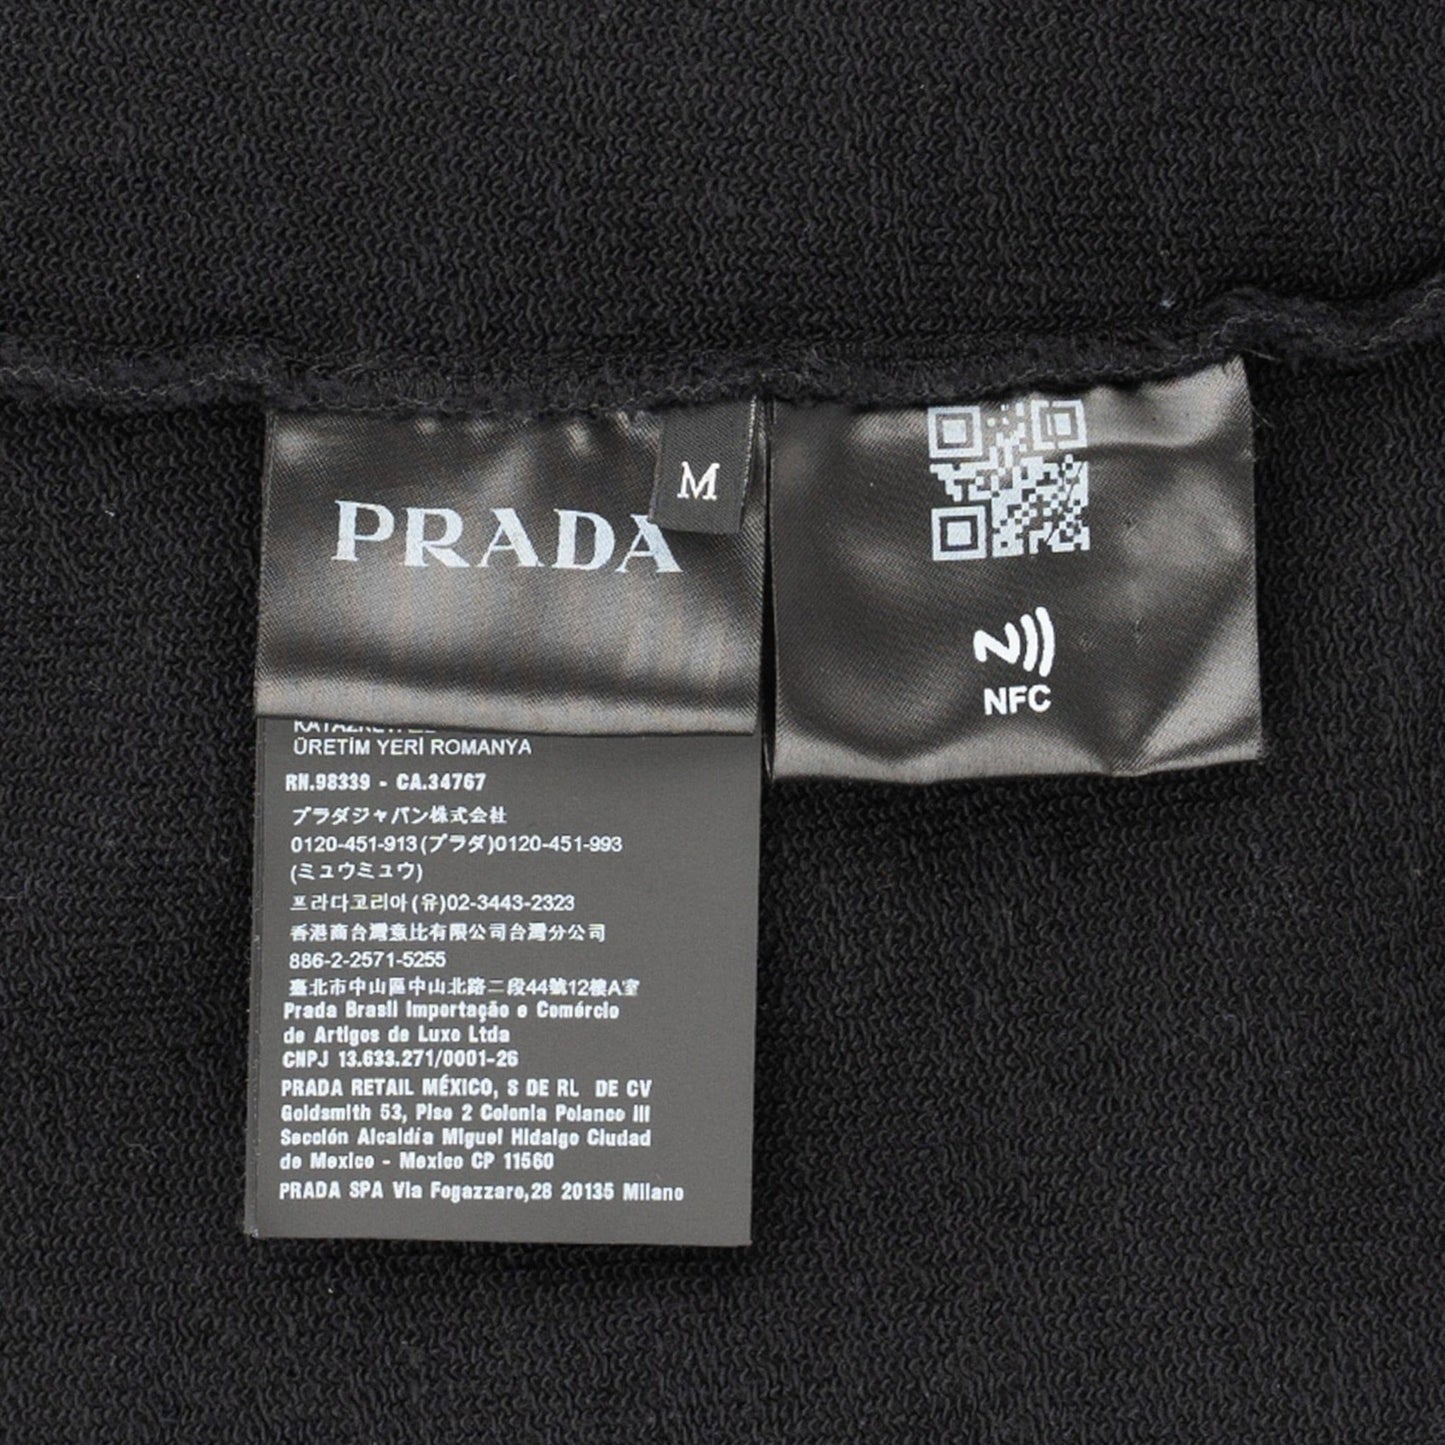 M
PRADA
NFC
ÜRETİM YERİ ROMANYA
RN.98339 - CA.34767
プラダジャパン株式会社
0120-451-913(プラダ)0120-451-993
(ミュウミュウ)
프라다코리아(유)02-3443-2323
香港商台灣意比有限公司台灣分公司
886-2-2571-5255
臺北市中山區中山北路二段44號12樓A室
Prada Brasil Importação e Comércio
de Artigos de Luxo Ltda
CNPJ 13.633.271/0001-26
PRADA RETAIL MÉXICO, S DE RL DE CV
Goldsmith 53, Piso 2 Colonia Polanco III
Sección Alcaldía Miguel Hidalgo Ciudad
de Mexico - Mexico CP 11560
PRADA SPA Via Fogazzaro,28 20135 Milano